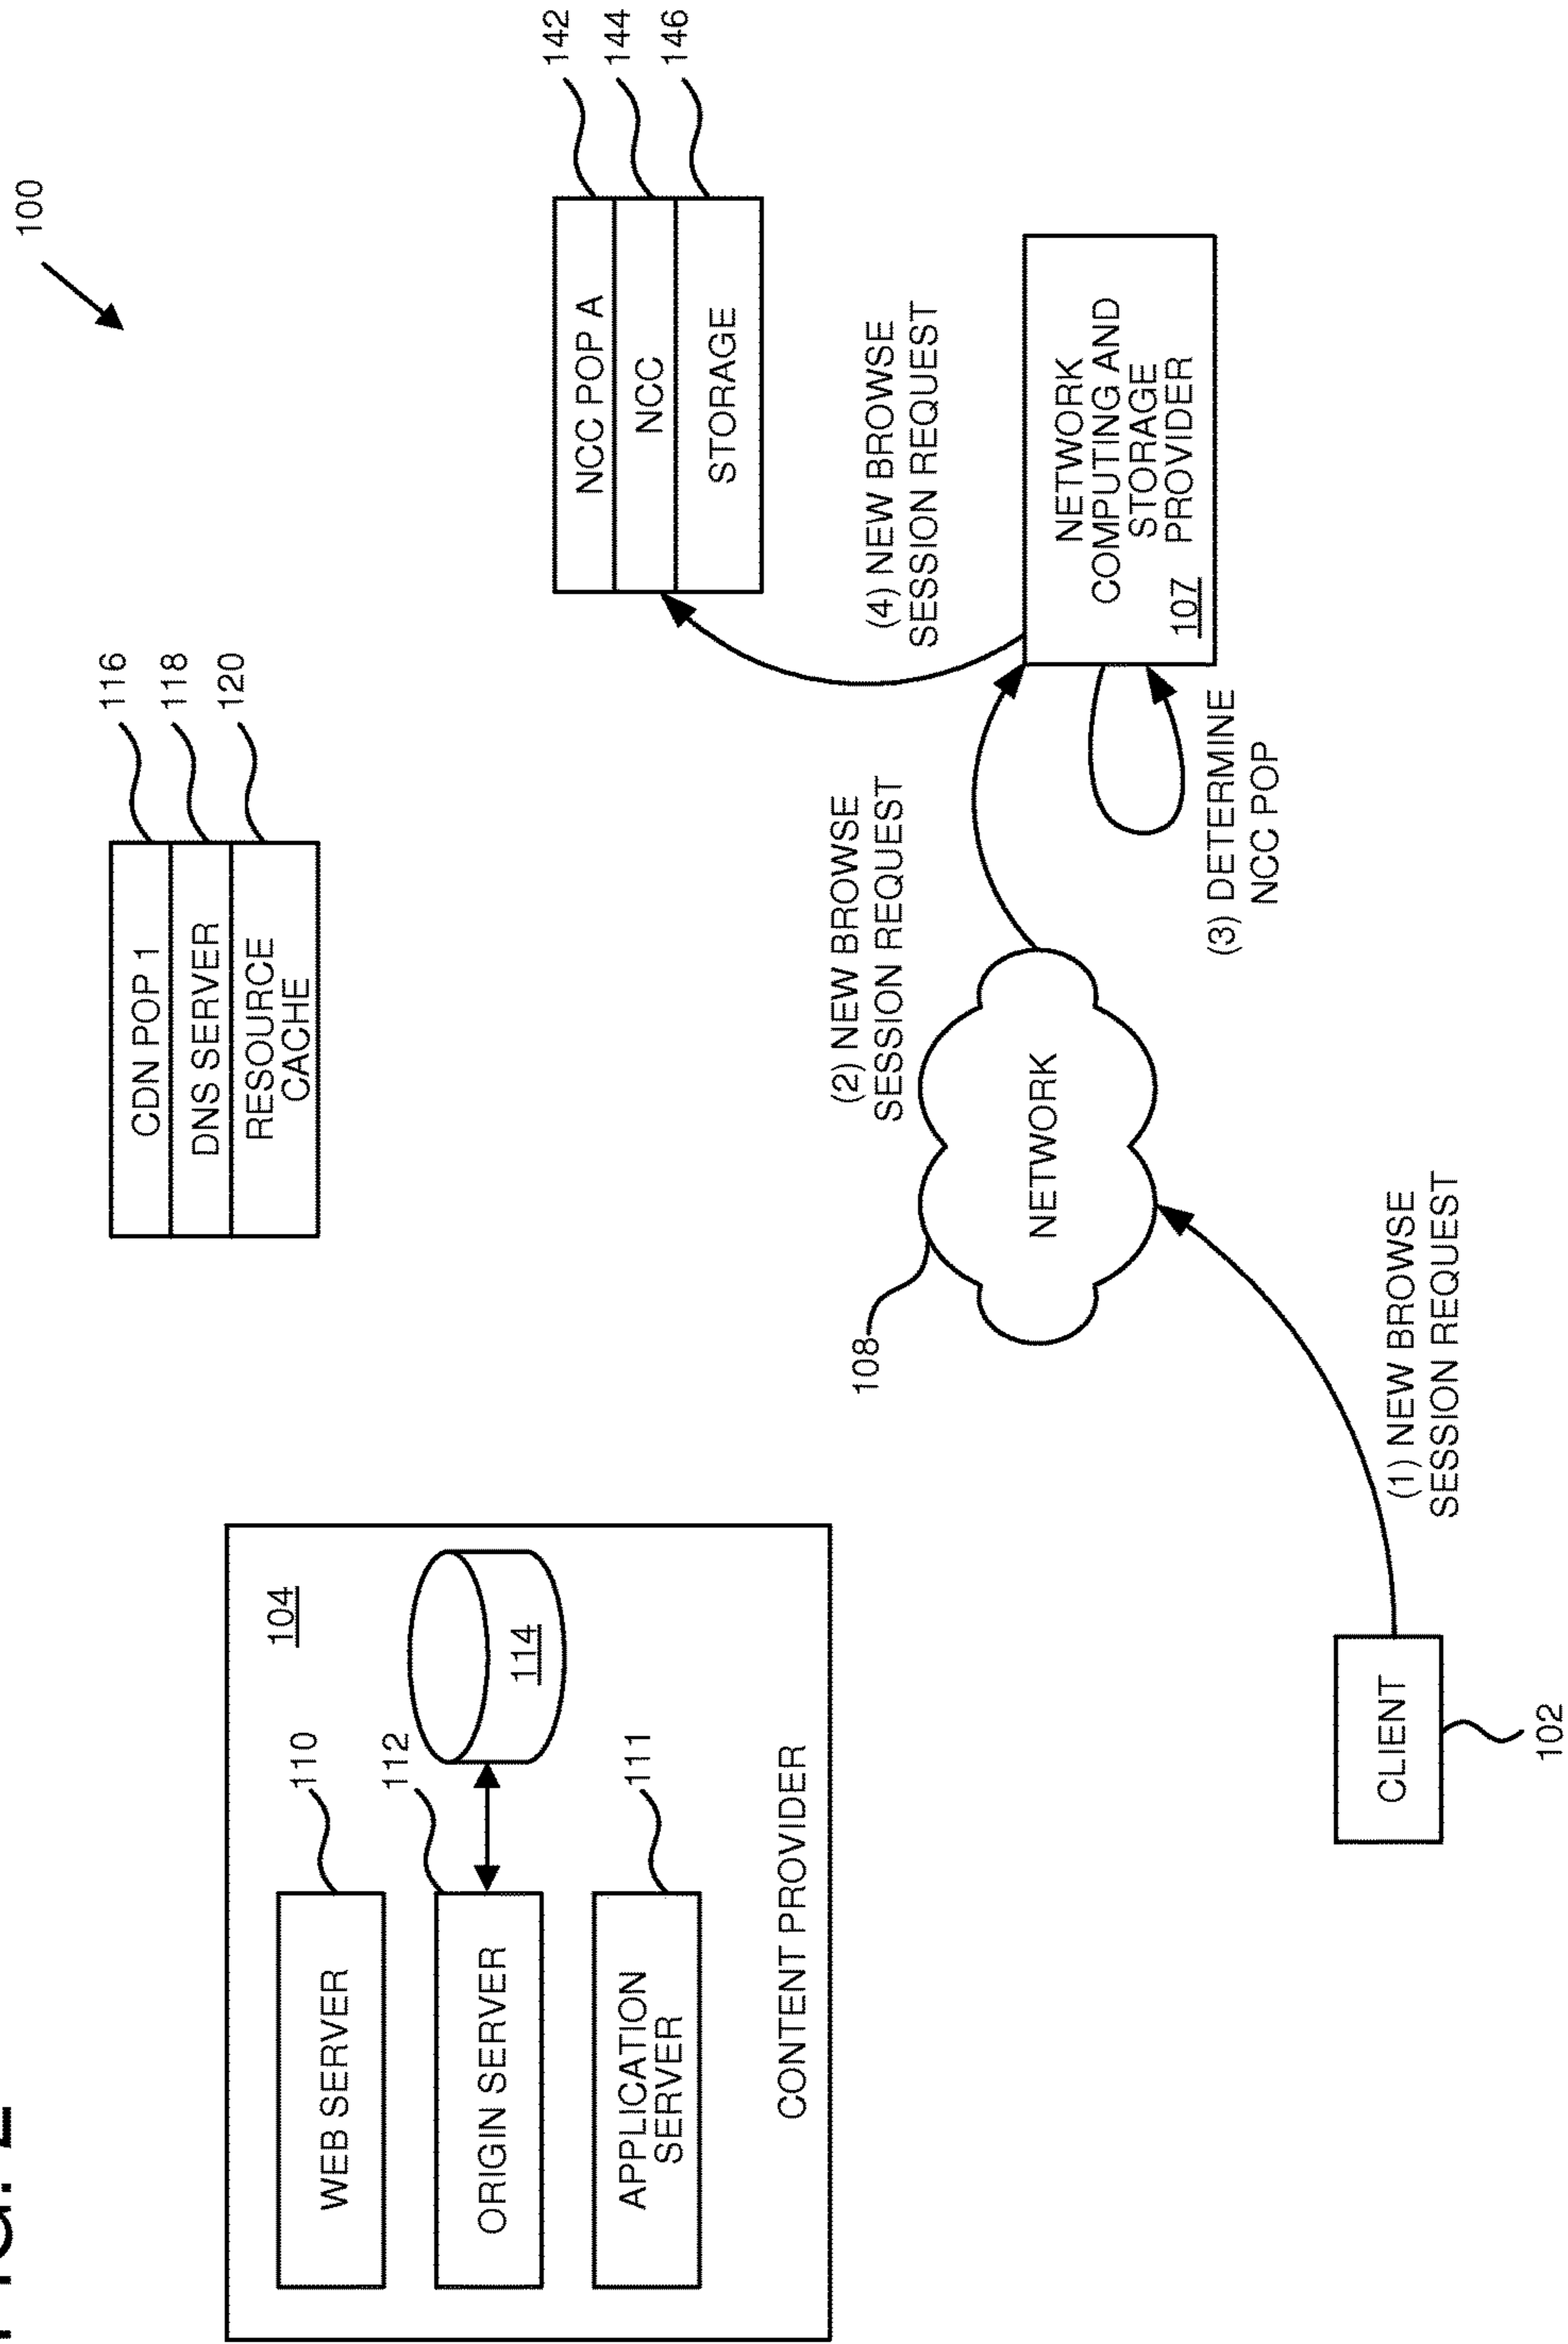 100
116
118
120
CDN POP 1
DNS SERVER
RESOURCE
CACHE
142
144
146
NCC POP A
NCC
STORAGE
104
110
112
111
114
WEB SERVER
ORIGIN SERVER
APPLICATION
SERVER
CONTENT PROVIDER
108
NETWORK
(2) NEW BROWSE
SESSION REQUEST
(4) NEW BROWSE
SESSION REQUEST
NETWORK
COMPUTING AND
STORAGE
PROVIDER
107
(3) DETERMINE
NCC POP
(1) NEW BROWSE
SESSION REQUEST
CLIENT
102